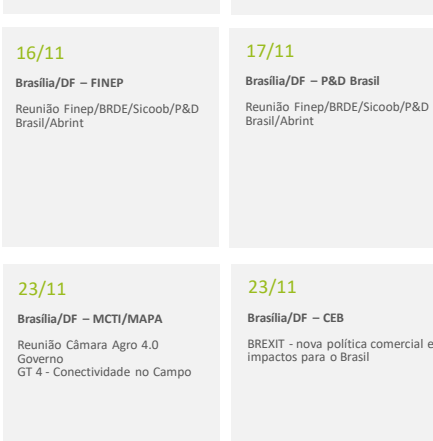 16/11
Brasília/DF – FINEP
Reunião Finep/BRDE/Sicoob/P&D
Brasil/Abrint
17/11
Brasília/DF – P&D Brasil
Reunião Finep/BRDE/Sicoob/P&D
Brasil/Abrint
23/11
Brasília/DF – MCTI/MAPA
Reunião Câmara Agro 4.0
Governo
GT 4 - Conectividade no Campo
23/11
Brasília/DF – CEB
BREXIT - nova política comercial e
impactos para o Brasil